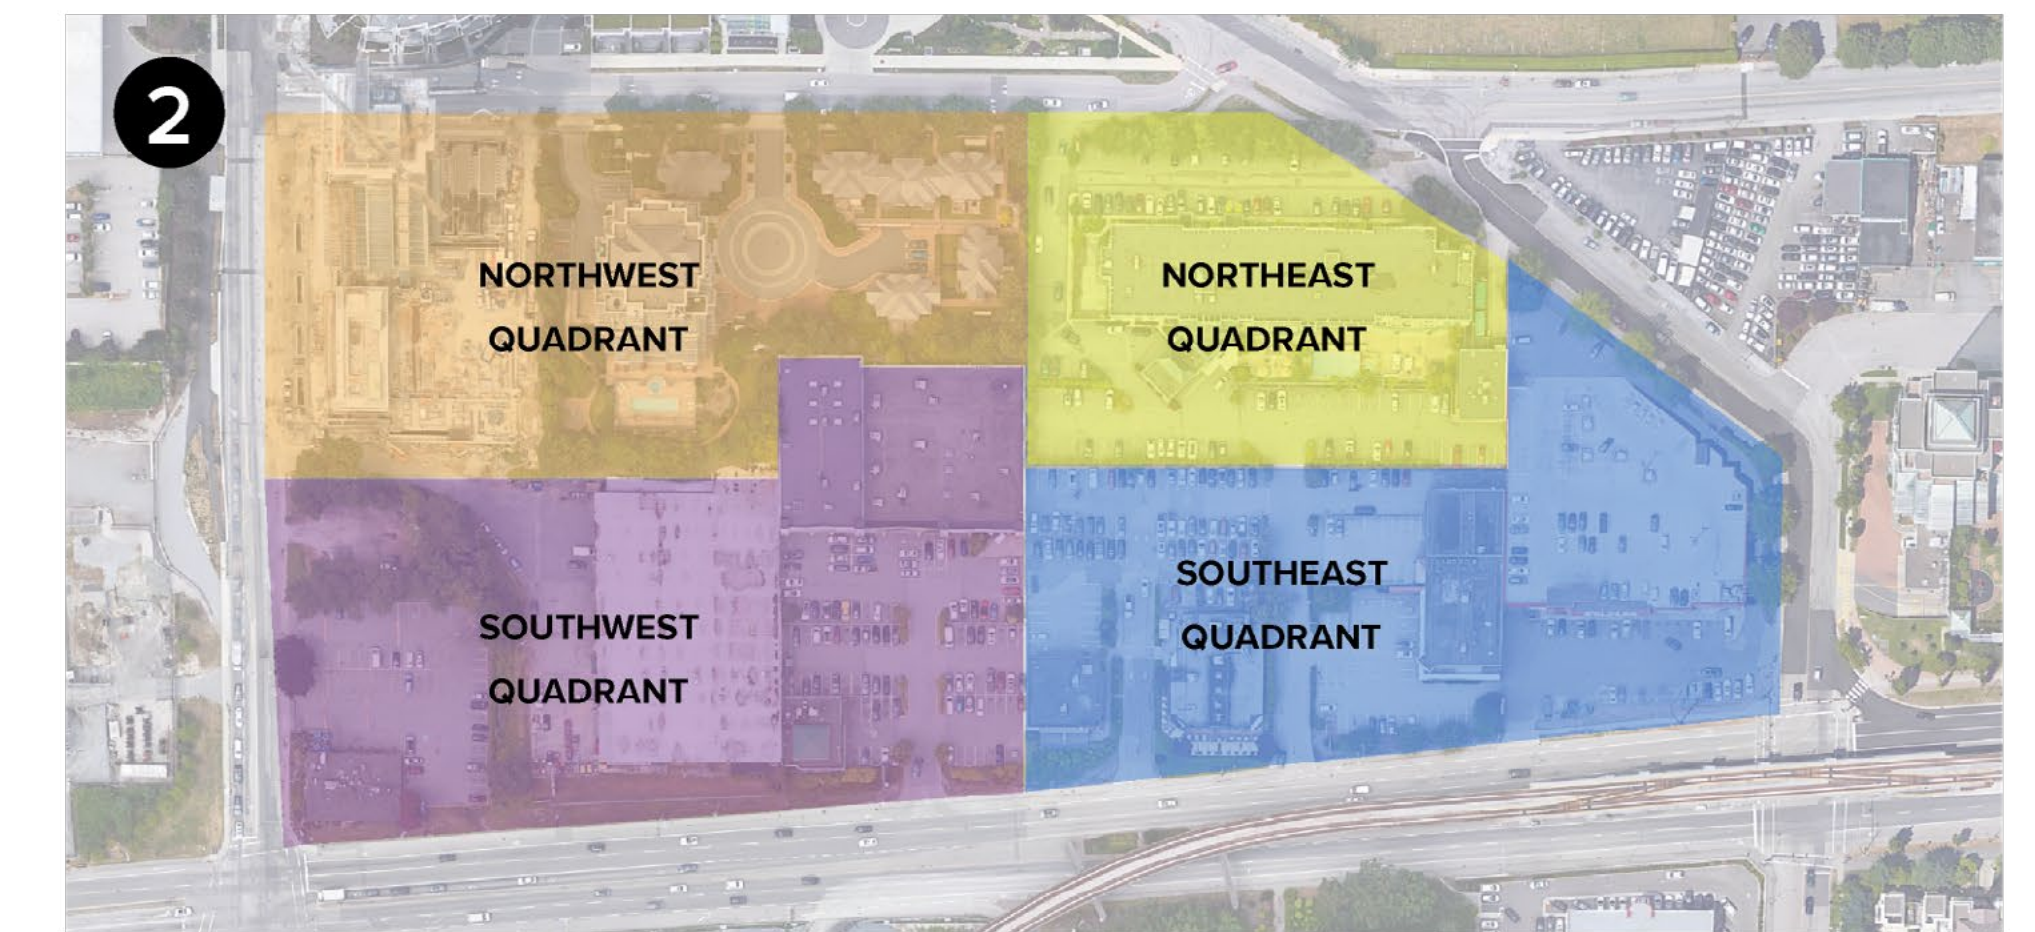 2
NORTHWEST
QUADRANT
NORTHEAST
QUADRANT
SOUTHWEST
QUADRANT
SOUTHEAST
QUADRANT